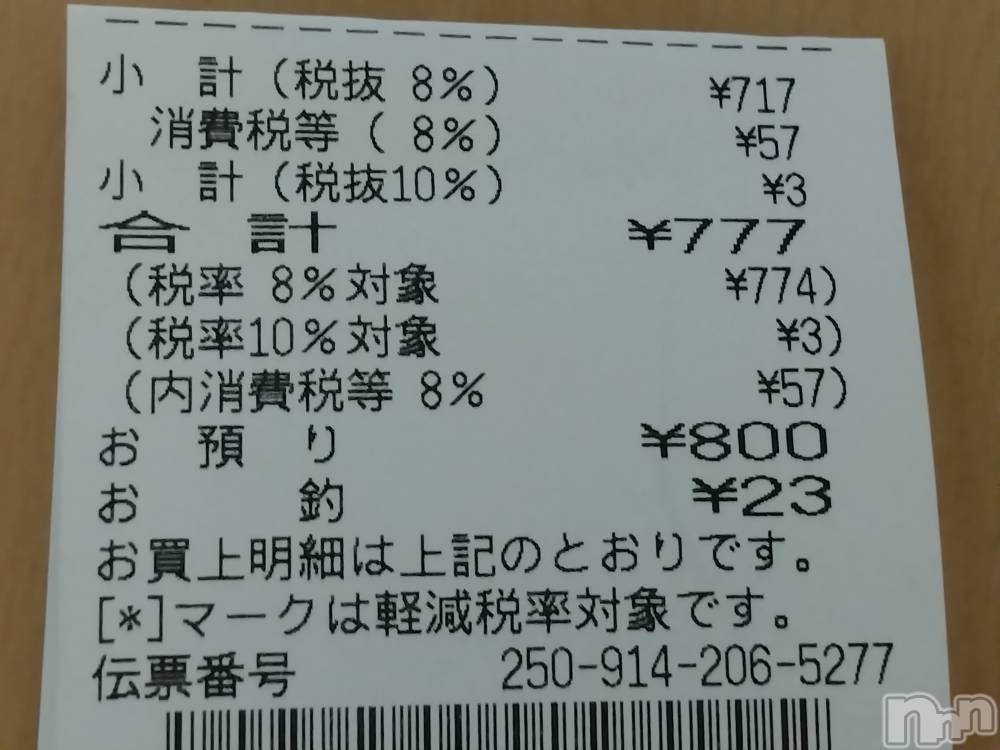 小 計(税抜 8%) ¥717
消費税等( 8%) ¥57
小 計(税抜10%) ¥3
合 計 ¥777
(税率 8%対象 ¥774)
(税率10%対象 ¥3)
(内消費税等 8% ¥57)
お 預 り ¥800
お 釣 ¥23
お買上明細は上記のとおりです。
[*]マークは軽減税率対象です。
伝票番号 250-914-206-5277
nnn